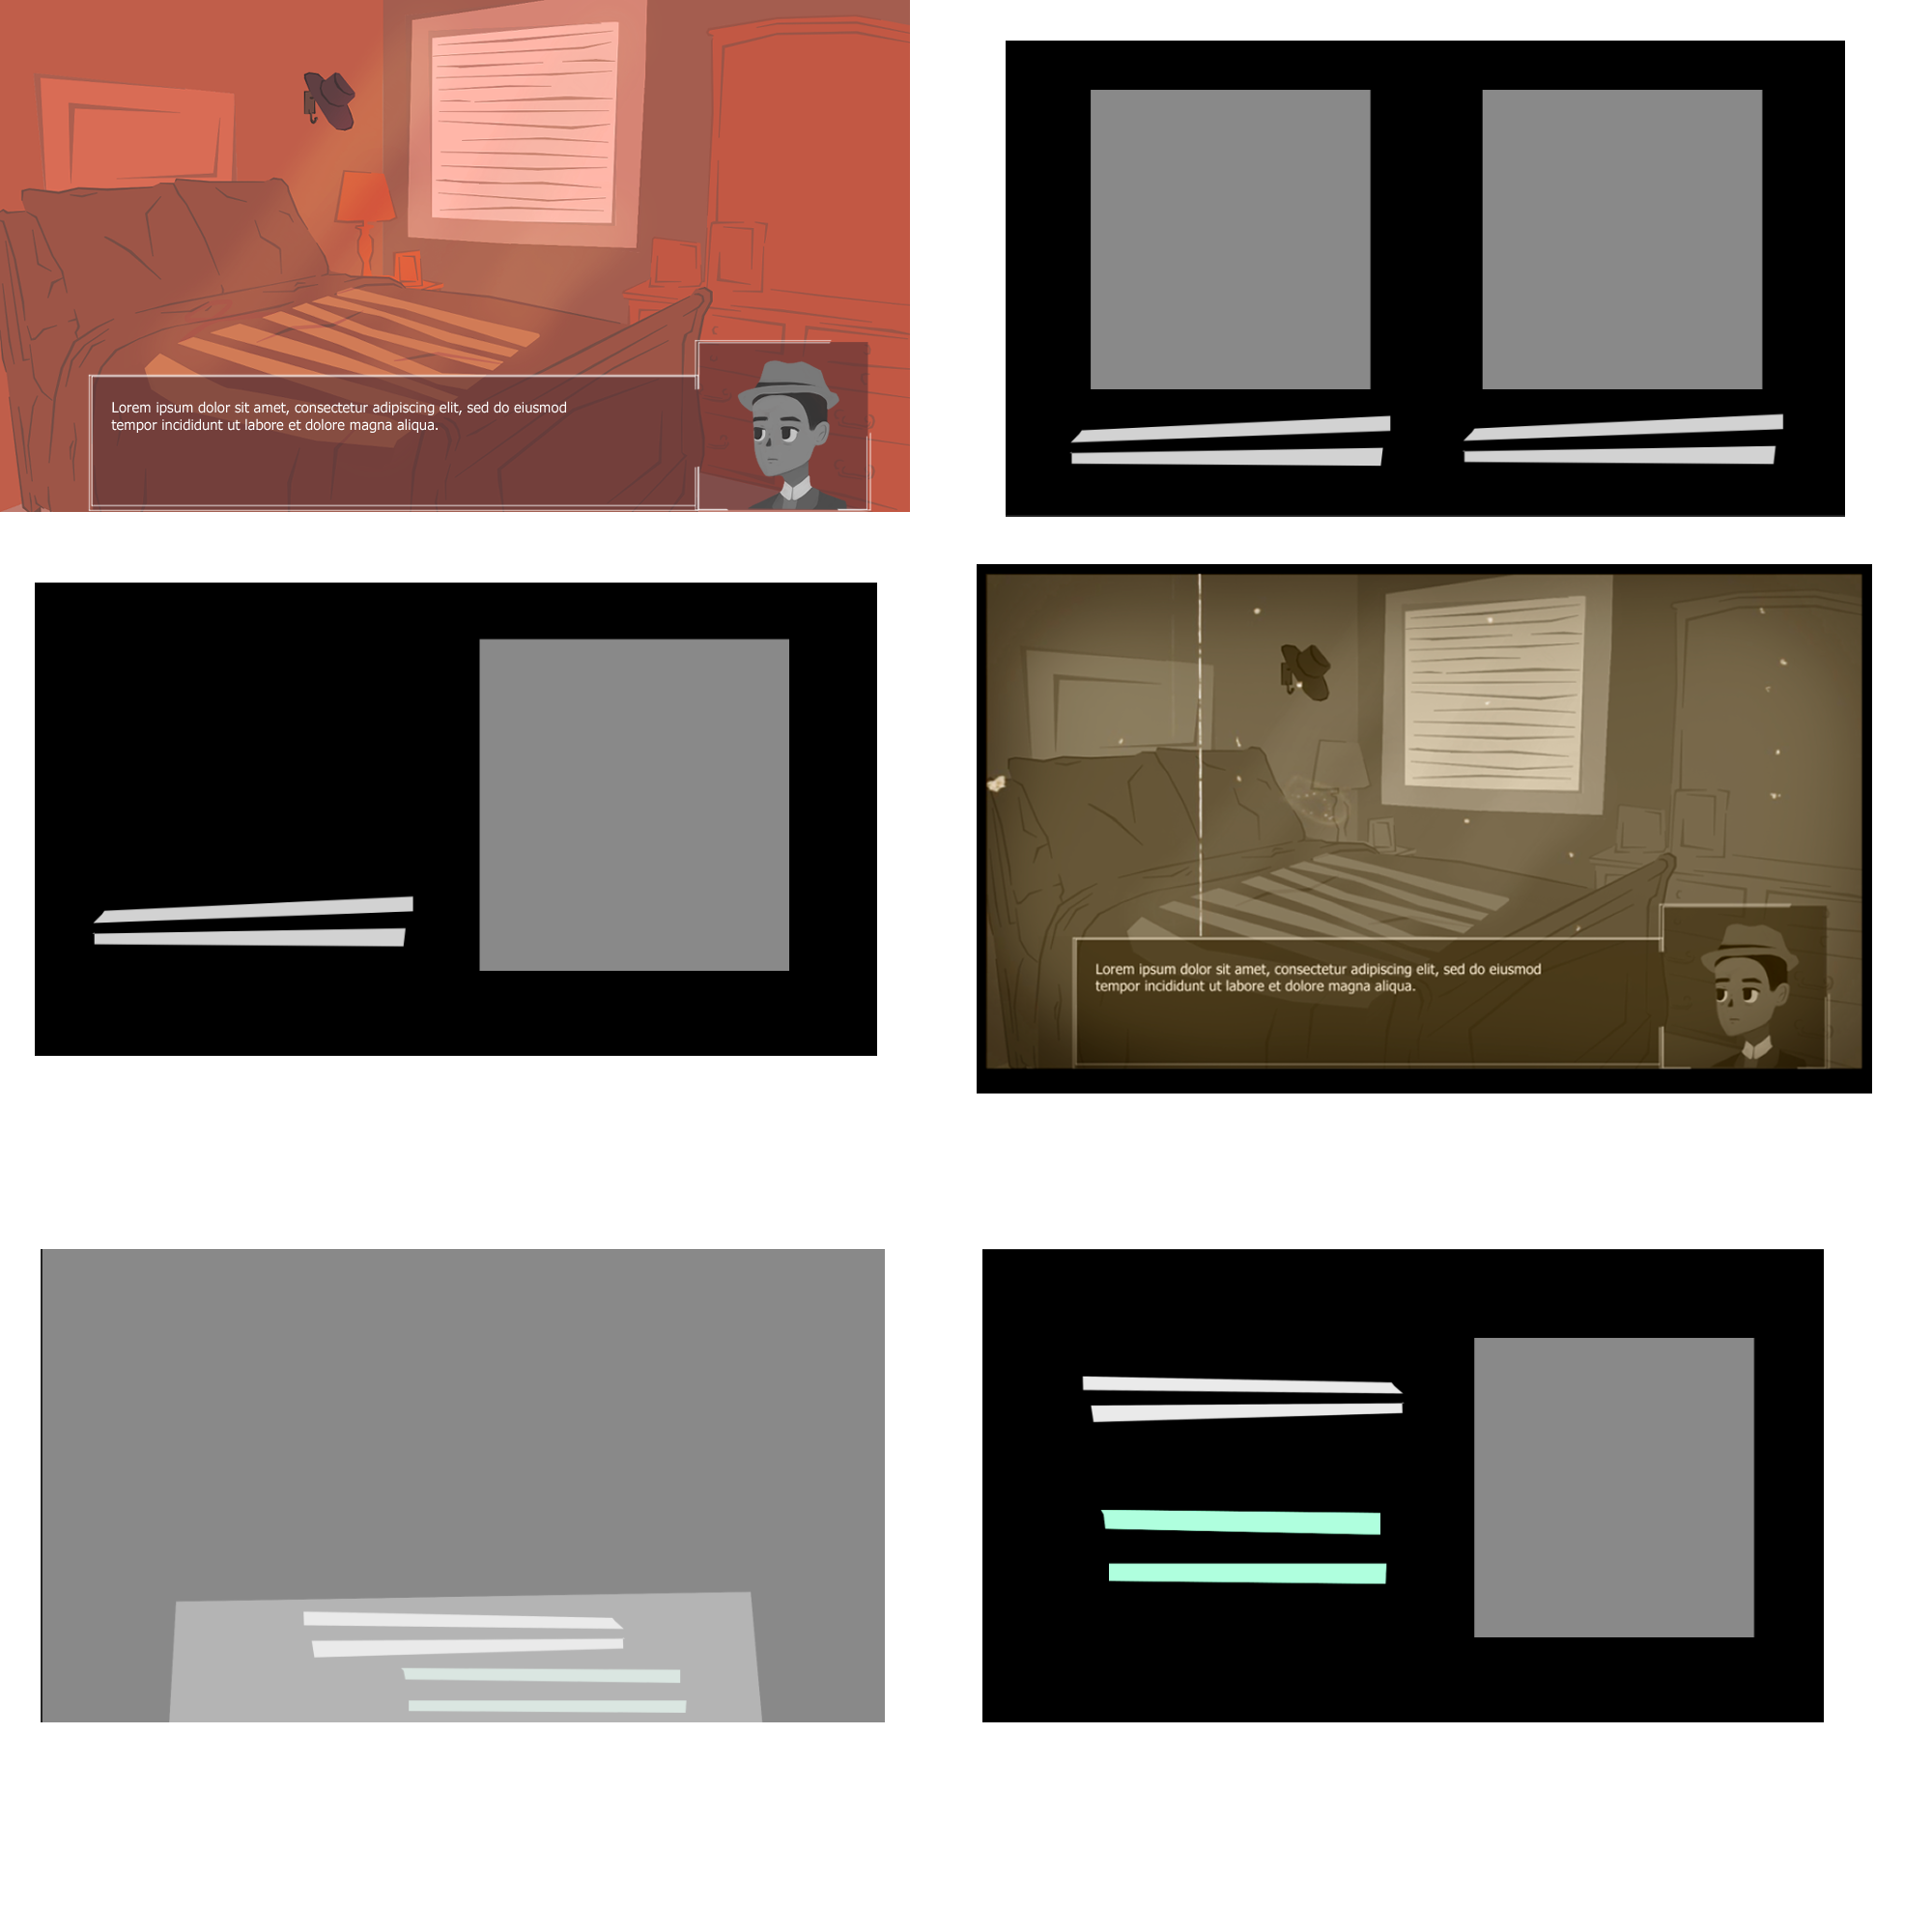 Lorem ipsum dolor sit amet, consectetur adipiscing elit, sed do eiusmod
tempor incididunt ut labore et dolore magna aliqua.
Lorem ipsum dolor sit amet, consectetur adipiscing elit, sed do eiusmod
tempor incididunt ut labore et dolore magna aliqua.